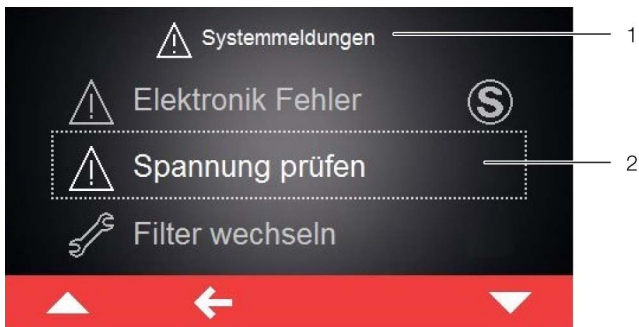 Systemmeldungen
1
Elektronik Fehler
S
Spannung prüfen
2
Filter wechseln